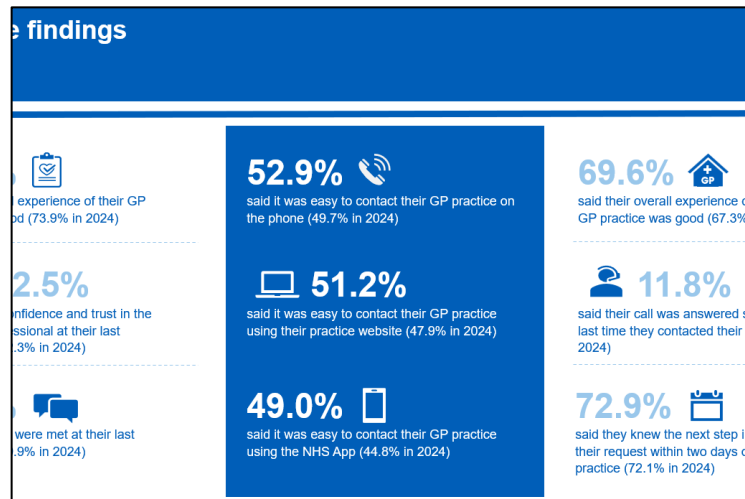 findings
experience of their GP
(73.9% in 2024)
2.5%
confidence and trust in the
at their last
.3% in 2024)
were met at their last
.9% in 2024)
52.9%
said it was easy to contact their GP practice on
the phone (49.7% in 2024)
51.2%
said it was easy to contact their GP practice
using their practice website (47.9% in 2024)
49.0%
said it was easy to contact their GP practice
using the NHS App (44.8% in 2024)
69.6%
GP
said their overall experience
GP practice was good (67.3%
11.8%
said their call was answered
last time they contacted their
2024)
72.9%
said they knew the next step
their request within two days
practice (72.1% in 2024)